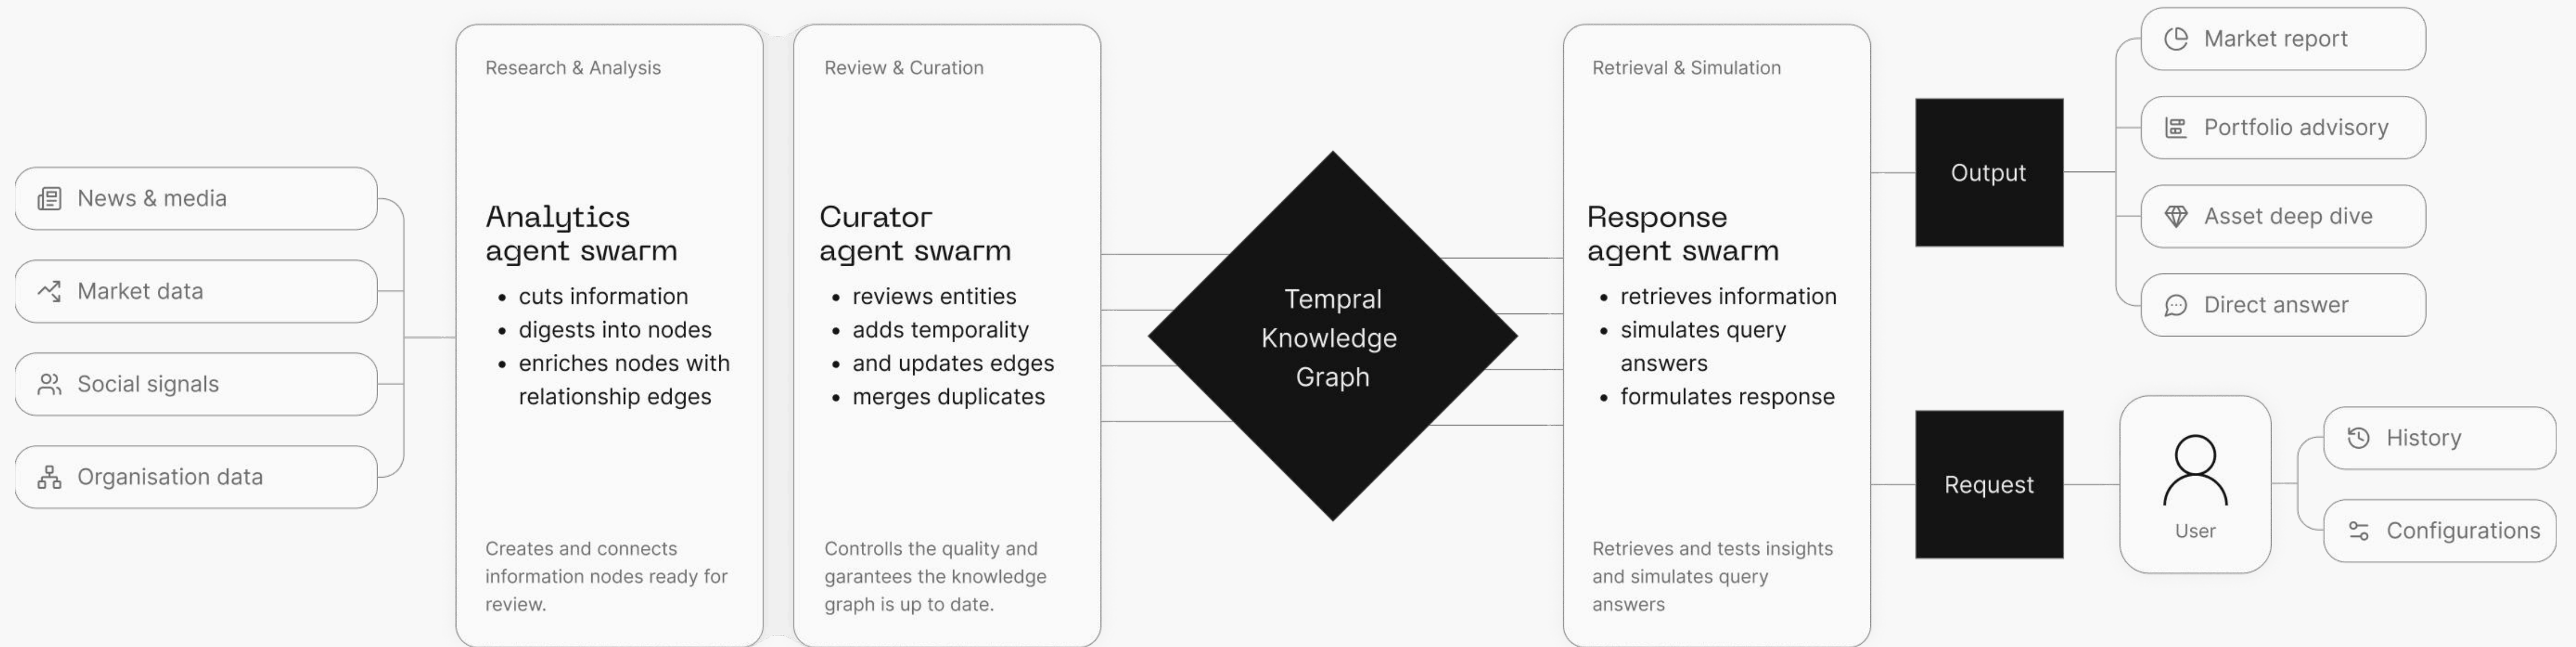 News & media
Market data
Social signals
Organisation data
Research & Analysis
Analytics
agent swarm
• cuts information
• digests into nodes
• enriches nodes with
relationship edges
Creates and connects
information nodes ready for
review.
Review & Curation
Curator
agent swarm
• reviews entities
• adds temporality
• and updates edges
• merges duplicates
Controlls the quality and
garantees the knowledge
graph is up to date.
Tempral
Knowledge
Graph
Retrieval & Simulation
Response
agent swarm
• retrieves information
• simulates query
answers
• formulates response
Retrieves and tests insights
and simulates query
answers
Output
Market report
Portfolio advisory
Asset deep dive
Direct answer
Request
User
History
Configurations